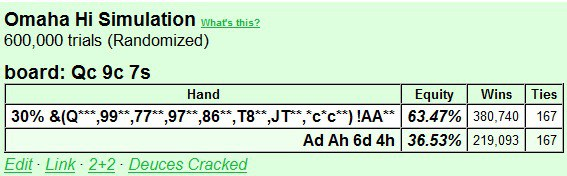 Omaha Hi Simulation What's this?
600,000 trials (Randomized)
board: Qc 9c 7s
Hand Equity Wins Ties
30% &(Q***,99**,77**,97**,86**,T8**,JT**,*c*c**) !AA** 63.47% 380,740 167
Ad Ah 6d 4h 36.53% 219,093 167
Edit · Link · 2+2 · Deuces Cracked